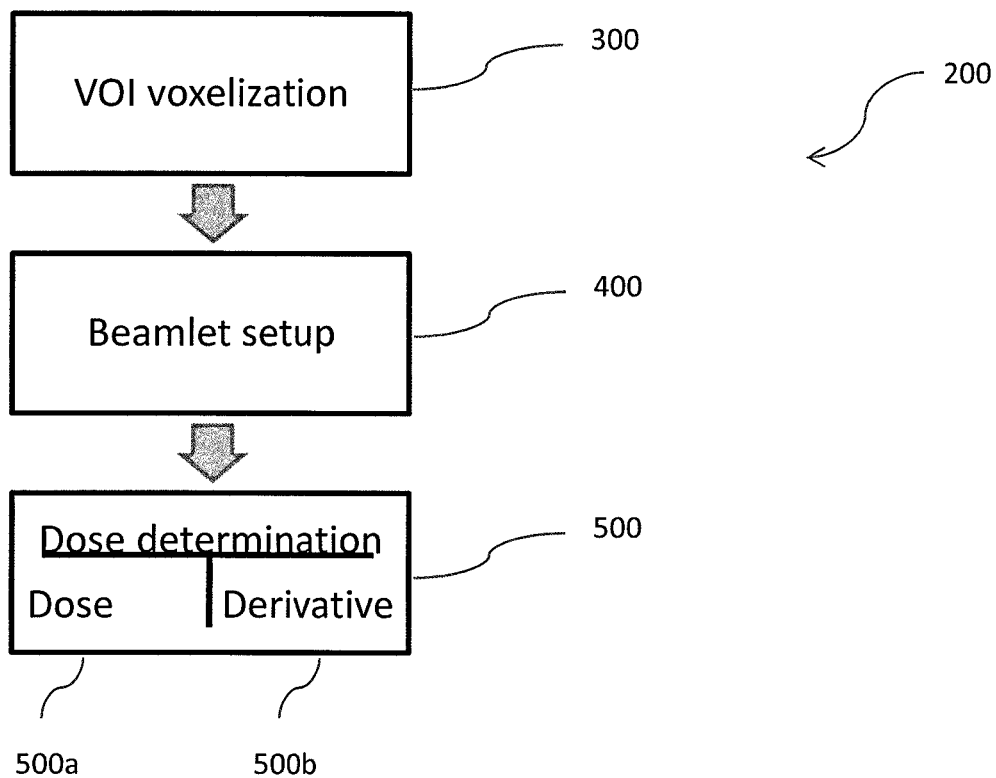 VOI voxelization
300
200
Beamlet setup
400
Dose determination
500
Dose
Derivative
500a
500b